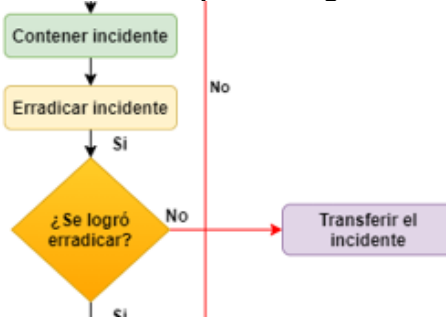 Contener incidente
No
Erradicar incidente
Si
¿Se logró
erradicar?
No
Transferir el
incidente
Si